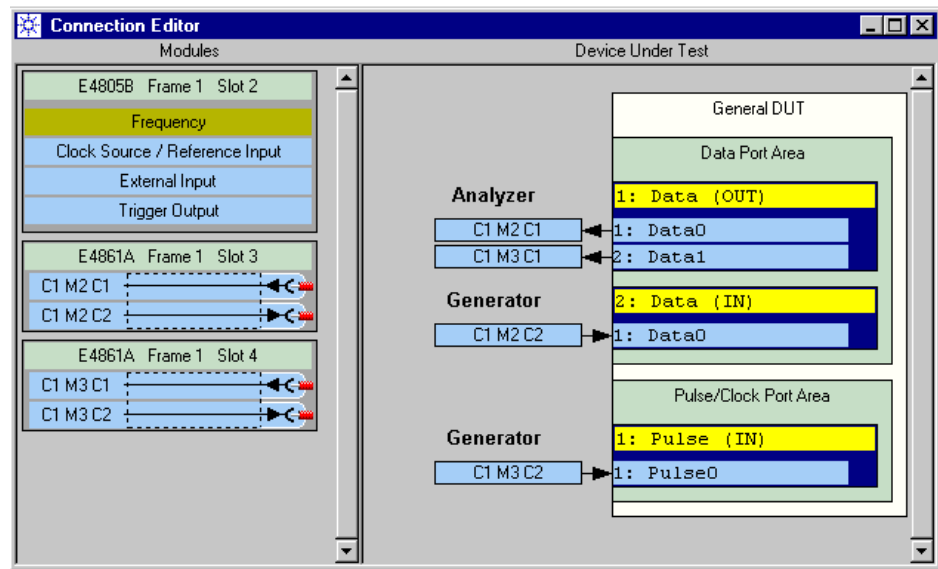 Connection Editor
Modules
Device Under Test
E4805B Frame 1 Slot 2
Frequency
Clock Source / Reference Input
External Input
Trigger Output
E4861A Frame 1 Slot 3
C1 M2 C1
C1 M2 C2
E4861A Frame 1 Slot 4
C1 M3 C1
C1 M3 C2
General DUT
Data Port Area
Analyzer
1: Data (OUT)
C1 M2 C1
1: Data0
C1 M3 C1
2: Data1
Generator
2: Data (IN)
C1 M2 C2
1: Data0
Pulse/Clock Port Area
Generator
1: Pulse (IN)
C1 M3 C2
1: Pulse0